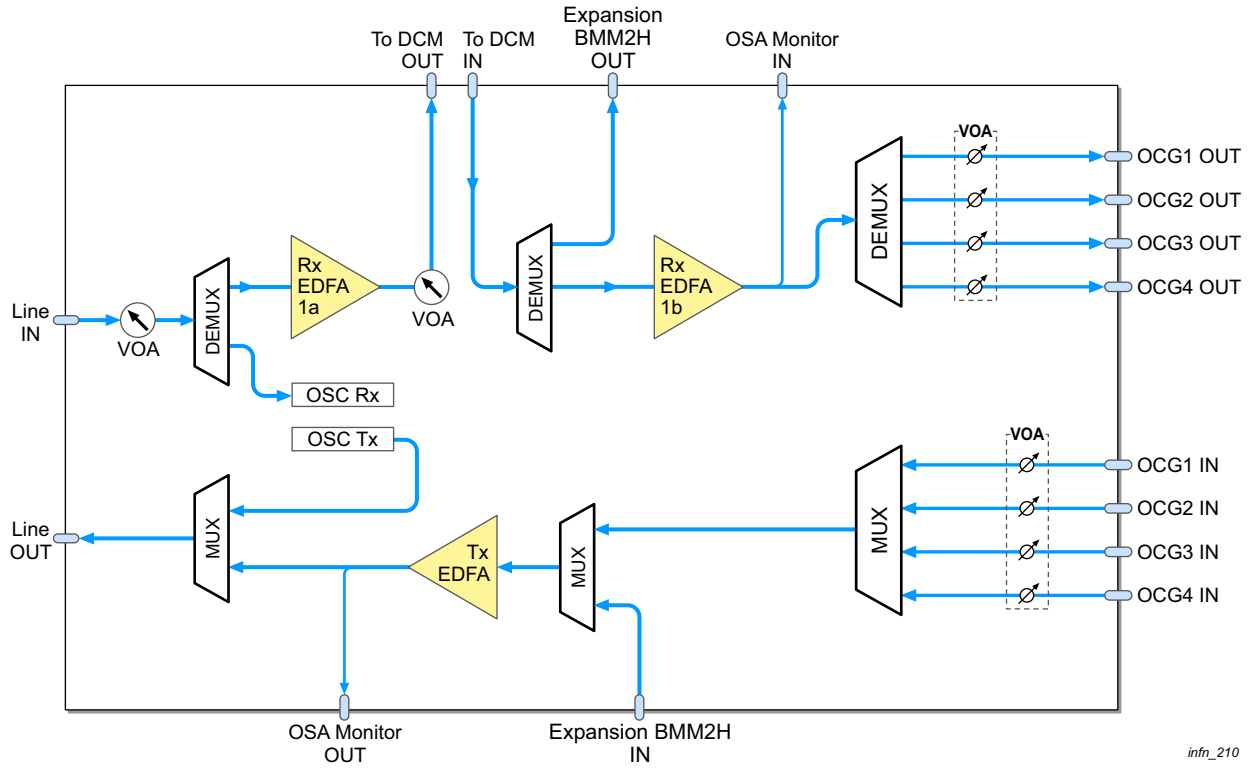 Expansion
BMM2H
OUT
To DCM
OUT
To DCM
IN
OSA Monitor
IN
VOA
OCG1 OUT
OCG2 OUT
OCG3 OUT
OCG4 OUT
DEMUX
Line
IN
VOA
DEMUX
Rx
EDFA
1a
VOA
DEMUX
Rx
EDFA
1b
OSC Rx
OSC Tx
VOA
OCG1 IN
OCG2 IN
OCG3 IN
OCG4 IN
MUX
Line
OUT
MUX
Tx
EDFA
MUX
OSA Monitor
OUT
Expansion BMM2H
IN
infn_210